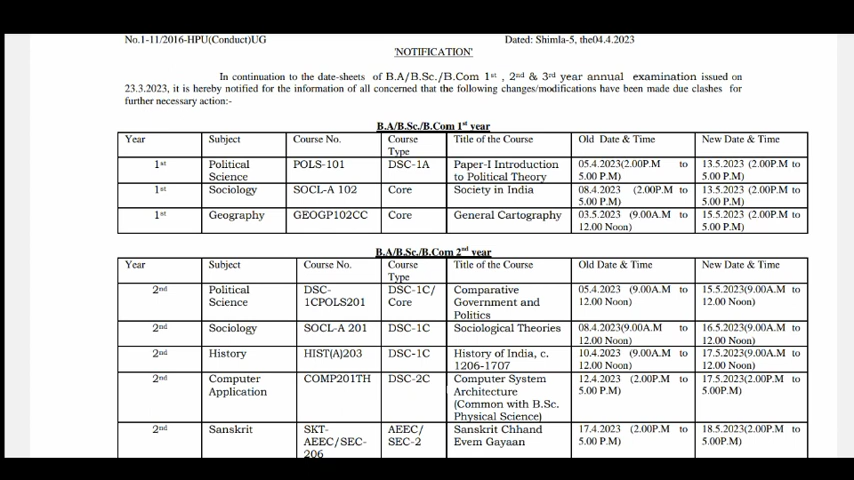 No.1-11/2016-HPU(Conduct)UG Dated: Shimla-5, the04.4.2023
'NOTIFICATION'
In continuation to the date-sheets of B.A/B.Sc./B.Com 1st , 2nd & 3rd year annual examination issued on
23.3.2023, it is hereby notified for the information of all concerned that the following changes/modifications have been made due clashes for
further necessary action:-
B.A/B.Sc./B.Com 1st year
Year Subject Course No. Course Type Title of the Course Old Date & Time New Date & Time
1st Political Science POLS-101 DSC-1A Paper-I Introduction to Political Theory 05.4.2023(2.00P.M to 5.00 P.M) 13.5.2023 (2.00P.M to 5.00 P.M)
1st Sociology SOCL-A 102 Core Society in India 08.4.2023 (2.00P.M to 5.00 P.M) 13.5.2023 (2.00P.M to 5.00 P.M)
1st Geography GEOGP102CC Core General Cartography 03.5.2023 (9.00A.M to 12.00 Noon) 15.5.2023 (2.00P.M to 5.00 P.M)
B.A/B.Sc./B.Com 2nd year
Year Subject Course No. Course Type Title of the Course Old Date & Time New Date & Time
2nd Political Science DSC-1CPOLS201 DSC-1C/ Core Comparative Government and Politics 05.4.2023 (9.00A.M to 12.00 Noon) 15.5.2023(9.00A.M to 12.00 Noon)
2nd Sociology SOCL-A 201 DSC-1C Sociological Theories 08.4.2023(9.00A.M to 12.00 Noon) 16.5.2023(9.00A.M to 12.00 Noon)
2nd History HIST(A)203 DSC-1C History of India, c. 1206-1707 10.4.2023 (9.00A.M to 12.00 Noon) 17.5.2023(9.00A.M to 12.00 Noon)
2nd Computer Application COMP201TH DSC-2C Computer System Architecture (Common with B.Sc. Physical Science) 12.4.2023 (2.00P.M to 5.00 P.M) 17.5.2023(2.00P.M to 5.00P.M)
2nd Sanskrit SKT-AEEC/SEC-206 AEEC/ SEC-2 Sanskrit Chhand Evem Gayaan 17.4.2023 (2.00P.M to 5.00 P.M) 18.5.2023(2.00P.M to 5.00P.M)